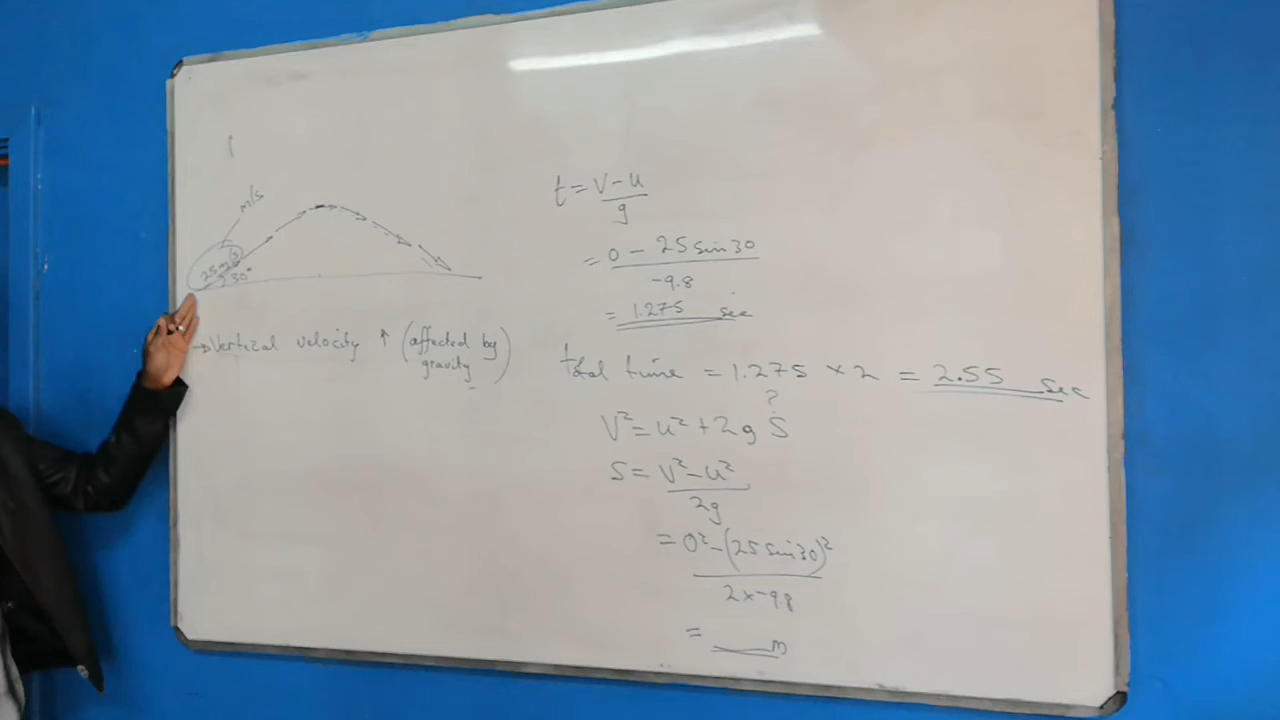 m/s
25m/s
30°
→ Vertical velocity ↑ (affected by
gravity)
t = V-u
g
= 0 - 25 sin 30
-9.8
= 1.275 sec
total time = 1.275 × 2 = 2.55 sec
?
V² = u² + 2g S
S = V² - u²
2g
= 0² - (25 sin 30)²
2x-9.8
= m